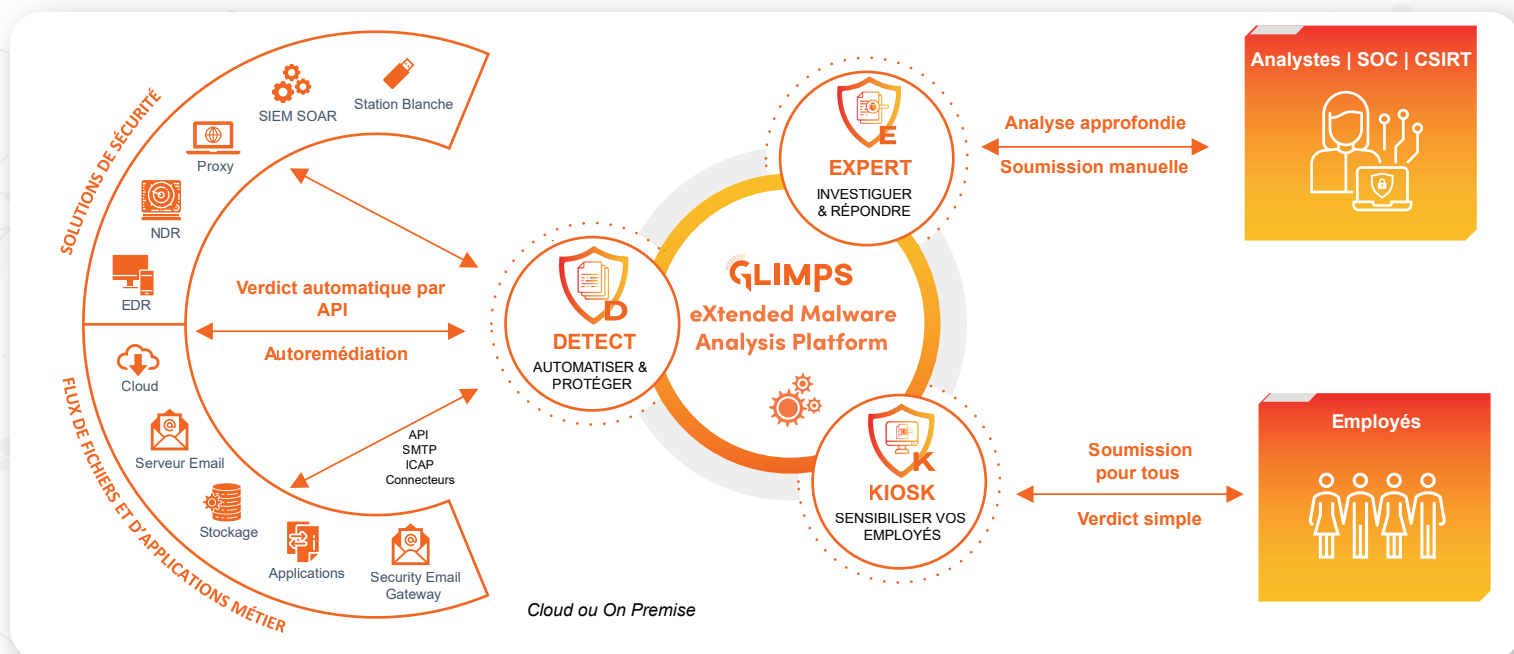 SOLUTIONS DE SÉCURITÉ
Station Blanche
SIEM SOAR
Proxy
NDR
EDR
FLUX DE FICHIERS ET D'APPLICATIONS MÉTIER
Cloud
Serveur Email
Stockage
Applications
Security Email
Gateway
Verdict automatique par
API
Autoremédiation
API
SMTP
ICAP
Connecteurs
D
DETECT
AUTOMATISER &
PROTÉGER
GLIMPS
eXtended Malware
Analysis Platform
E
EXPERT
INVESTIGUER
& RÉPONDRE
K
KIOSK
SENSIBILISER VOS
EMPLOYÉS
Analyse approfondie
Soumission manuelle
Analystes | SOC | CSIRT
Soumission
pour tous
Verdict simple
Employés
Cloud ou On Premise